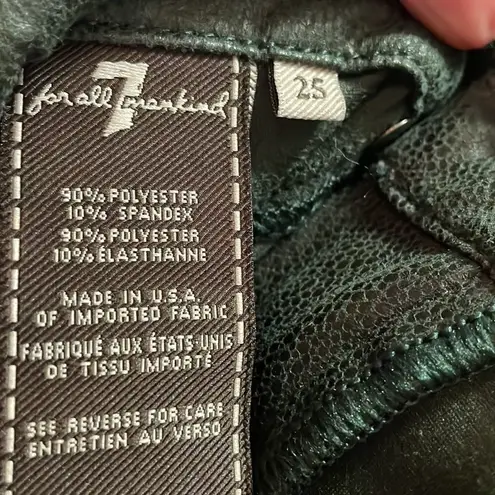 for all 7 mankind
25
90% POLYESTER
10% SPANDEX
90% POLYESTER
10% ÉLASTHANNE
MADE IN U.S.A.
OF IMPORTED FABRIC
FABRIQUÉ AUX ÉTATS-UNIS
DE TISSU IMPORTÉ
SEE REVERSE FOR CARE
ENTRETIEN AU VERSO